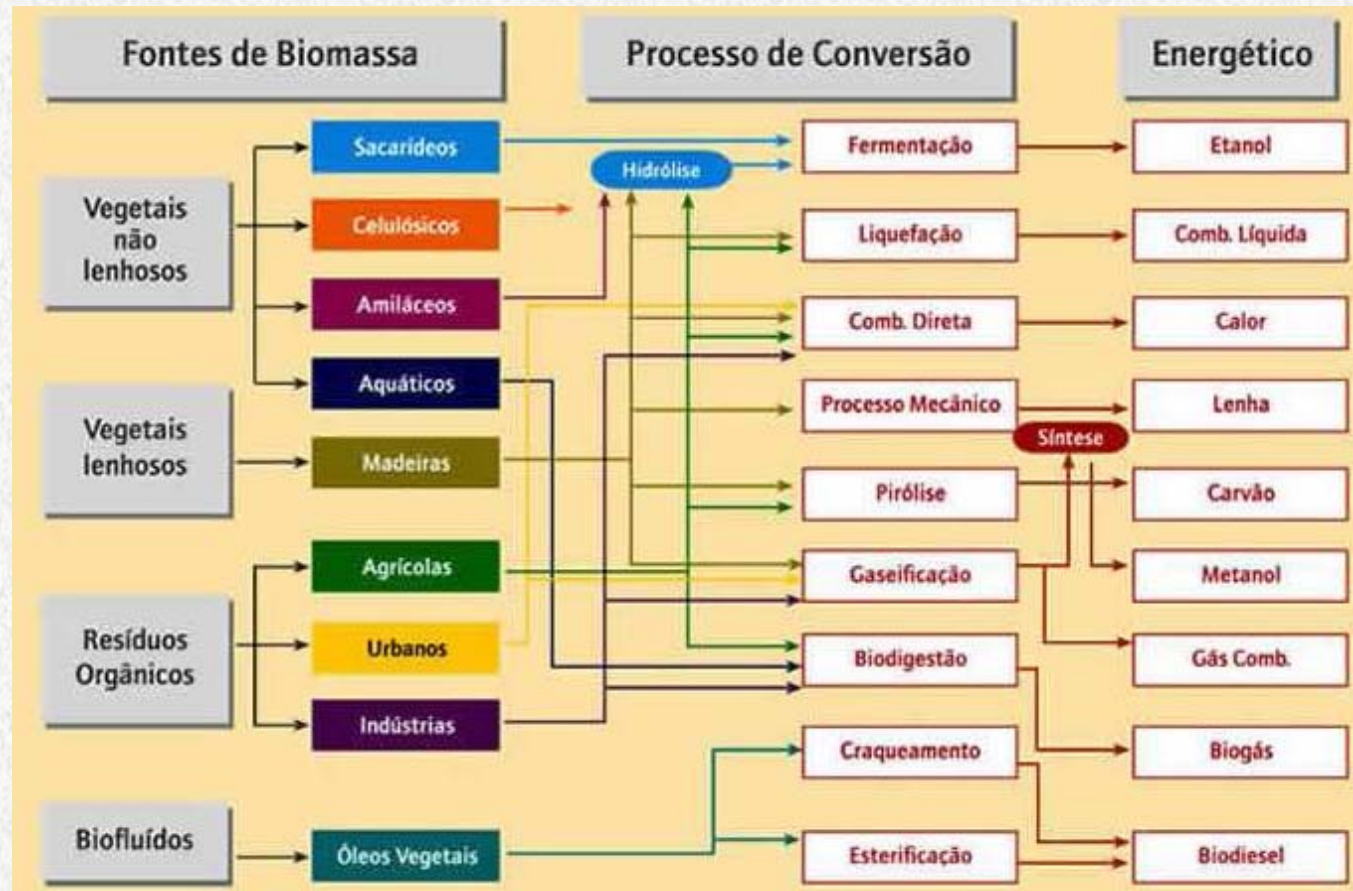 Fontes de Biomassa
Processo de Conversão
Energético
Vegetais
não
lenhosos
Vegetais
lenhosos
Resíduos
Orgânicos
Biofluídos
Sacarídeos
Celulósicos
Amiláceos
Aquáticos
Madeiras
Agrícolas
Urbanos
Indústrias
Óleos Vegetais
Hidrólise
Fermentação
Liquefação
Comb. Direta
Processo Mecânico
Síntese
Pirólise
Gaseificação
Biodigestão
Craqueamento
Esterificação
Etanol
Comb. Líquida
Calor
Lenha
Carvão
Metanol
Gás Comb.
Biogás
Biodiesel